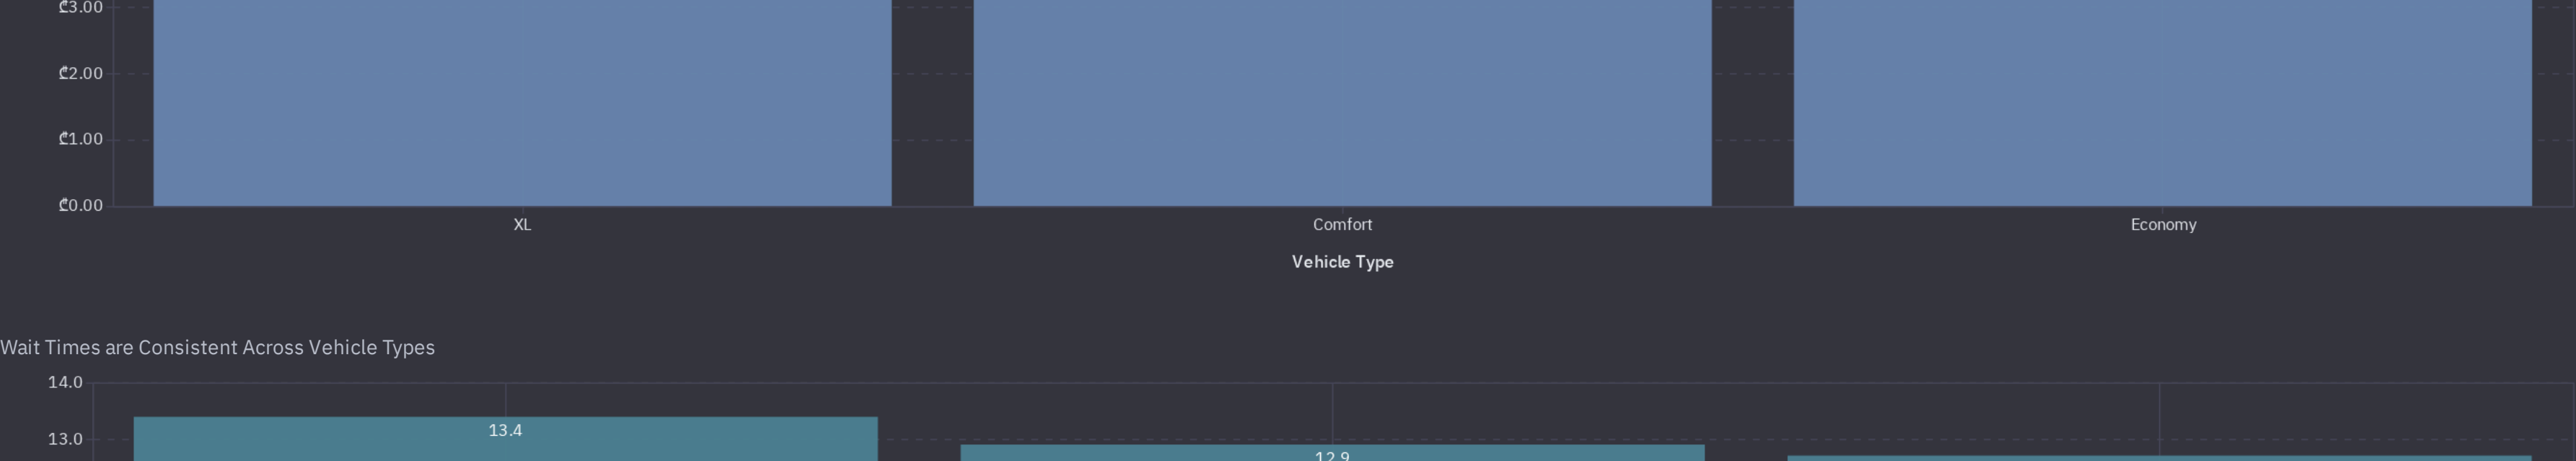 ₾3.00
₾2.00
₾1.00
₾0.00
XL Comfort Economy
Vehicle Type
Wait Times are Consistent Across Vehicle Types
14.0
13.4
13.0
12.9